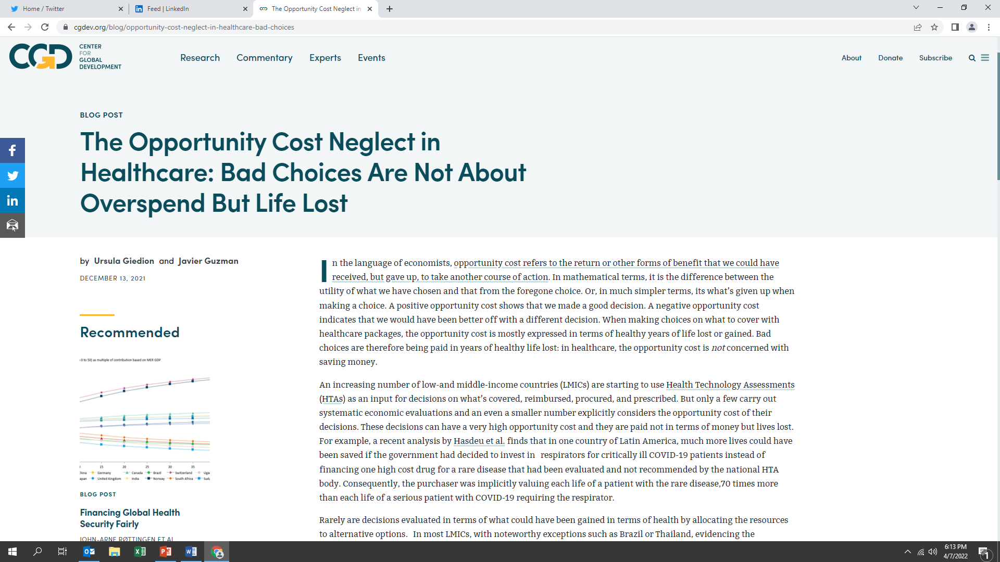 Home / Twitter
Feed | LinkedIn
The Opportunity Cost Neglect in
cgdev.org/blog/opportunity-cost-neglect-in-healthcare-bad-choices
CGD
CENTER
FOR
GLOBAL
DEVELOPMENT
Research
Commentary
Experts
Events
About
Donate
Subscribe
BLOG POST
The Opportunity Cost Neglect in
Healthcare: Bad Choices Are Not About
Overspend But Life Lost
by Ursula Giedion and Javier Guzman
DECEMBER 13, 2021
Recommended
0 to 50) as multiple of contribution based on MER GDP
15 20 25 30 35
Germany Canada Brazil Switzerland
United Kingdom India Norway South Africa
BLOG POST
Financing Global Health
Security Fairly
JOHN-ARNE RØTTINGEN ET AL
In the language of economists, opportunity cost refers to the return or other forms of benefit that we could have
received, but gave up, to take another course of action. In mathematical terms, it is the difference between the
utility of what we have chosen and that from the foregone choice. Or, in much simpler terms, its what’s given up when
making a choice. A positive opportunity cost shows that we made a good decision. A negative opportunity cost
indicates that we would have been better off with a different decision. When making choices on what to cover with
healthcare packages, the opportunity cost is mostly expressed in terms of healthy years of life lost or gained. Bad
choices are therefore being paid in years of healthy life lost: in healthcare, the opportunity cost is not concerned with
saving money.
An increasing number of low-and middle-income countries (LMICs) are starting to use Health Technology Assessments
(HTAs) as an input for decisions on what’s covered, reimbursed, procured, and prescribed. But only a few carry out
systematic economic evaluations and an even a smaller number explicitly considers the opportunity cost of their
decisions. These decisions can have a very high opportunity cost and they are paid not in terms of money but lives lost.
For example, a recent analysis by Hasdeu et al. finds that in one country of Latin America, much more lives could have
been saved if the government had decided to invest in respirators for critically ill COVID-19 patients instead of
financing one high cost drug for a rare disease that had been evaluated and not recommended by the national HTA
body. Consequently, the purchaser was implicitly valuing each life of a patient with the rare disease,70 times more
than each life of a serious patient with COVID-19 requiring the respirator.
Rarely are decisions evaluated in terms of what could have been gained in terms of health by allocating the resources
to alternative options. In most LMICs, with noteworthy exceptions such as Brazil or Thailand, evidencing the
6:13 PM
4/7/2022
1